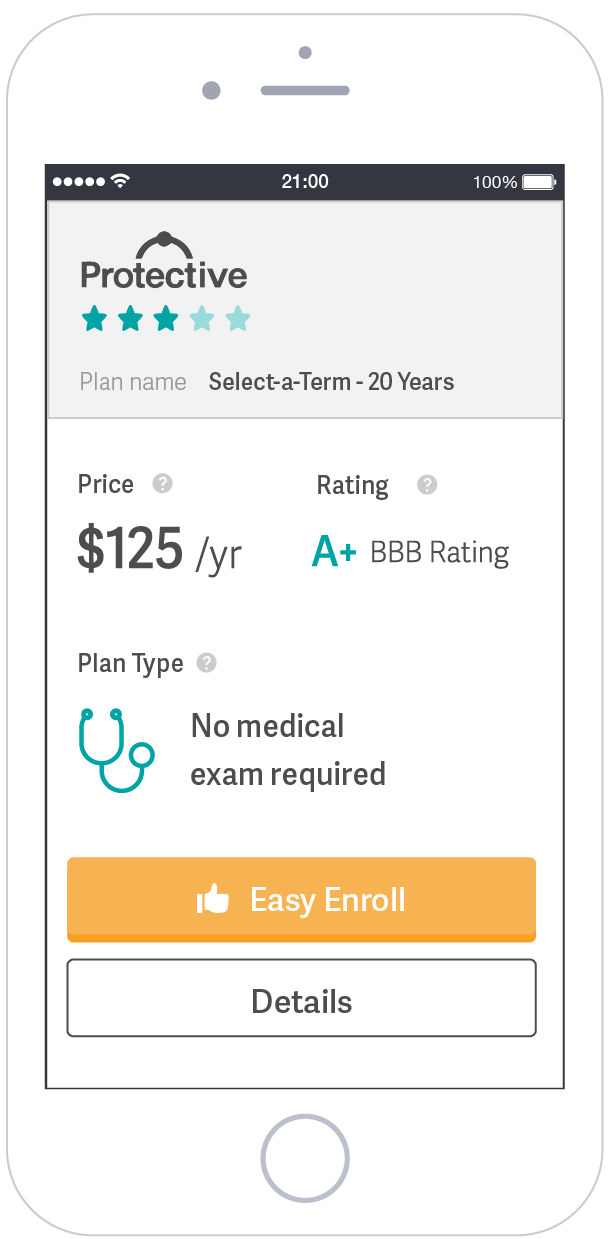 21:00 100%
Protective
Plan name Select-a-Term - 20 Years
Price ? Rating ?
$125 /yr A+ BBB Rating
Plan Type ?
No medical
exam required
Easy Enroll
Details